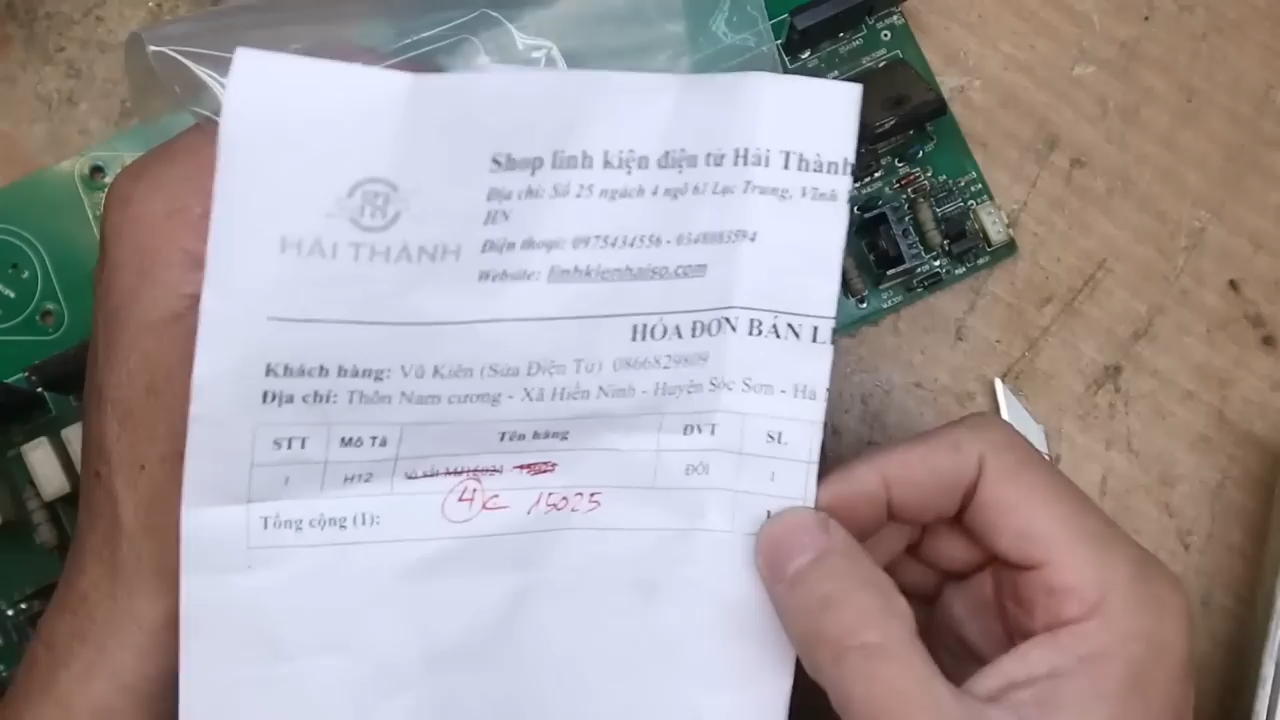 Shop linh kiện điện tử Hải Thành
Địa chỉ: Số 25 ngách 4 ngõ 61 Lạc Trung, Vĩnh
HN
Điện thoại: 0975434556 - 0348083594
Website: linhkienhaiso.com
HẢI THÀNH
HÓA ĐƠN BÁN
Khách hàng: Vũ Kiên (Sửa Điện Tử) 0866829809
Địa chỉ: Thôn Nam cương - Xã Hiền Ninh - Huyện Sóc Sơn - Hà
STT Mô Tả Tên hàng ĐVT SL
1 H12 ĐÔI 1
4C 15025
Tổng cộng (1):